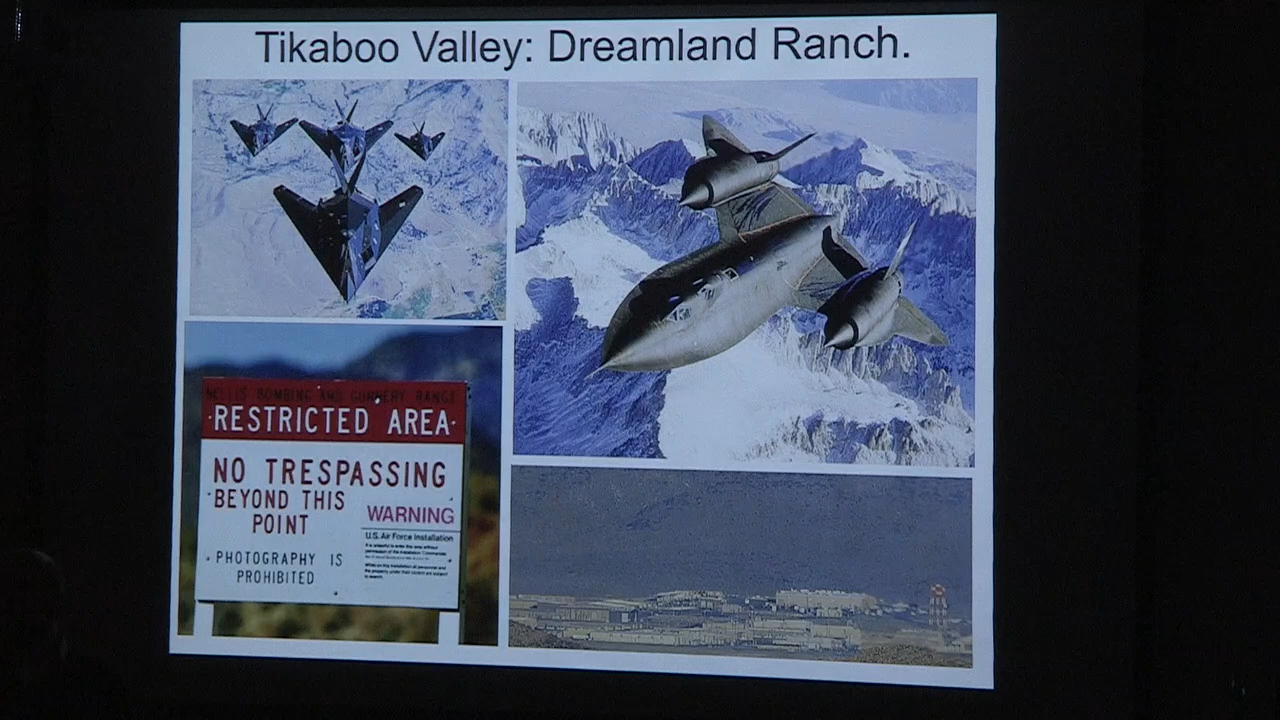 Tikaboo Valley: Dreamland Ranch.
NELLIS BOMBING AND GUNNERY RANGE
RESTRICTED AREA
NO TRESPASSING
BEYOND THIS
POINT
PHOTOGRAPHY IS
PROHIBITED
WARNING
U.S. Air Force Installation